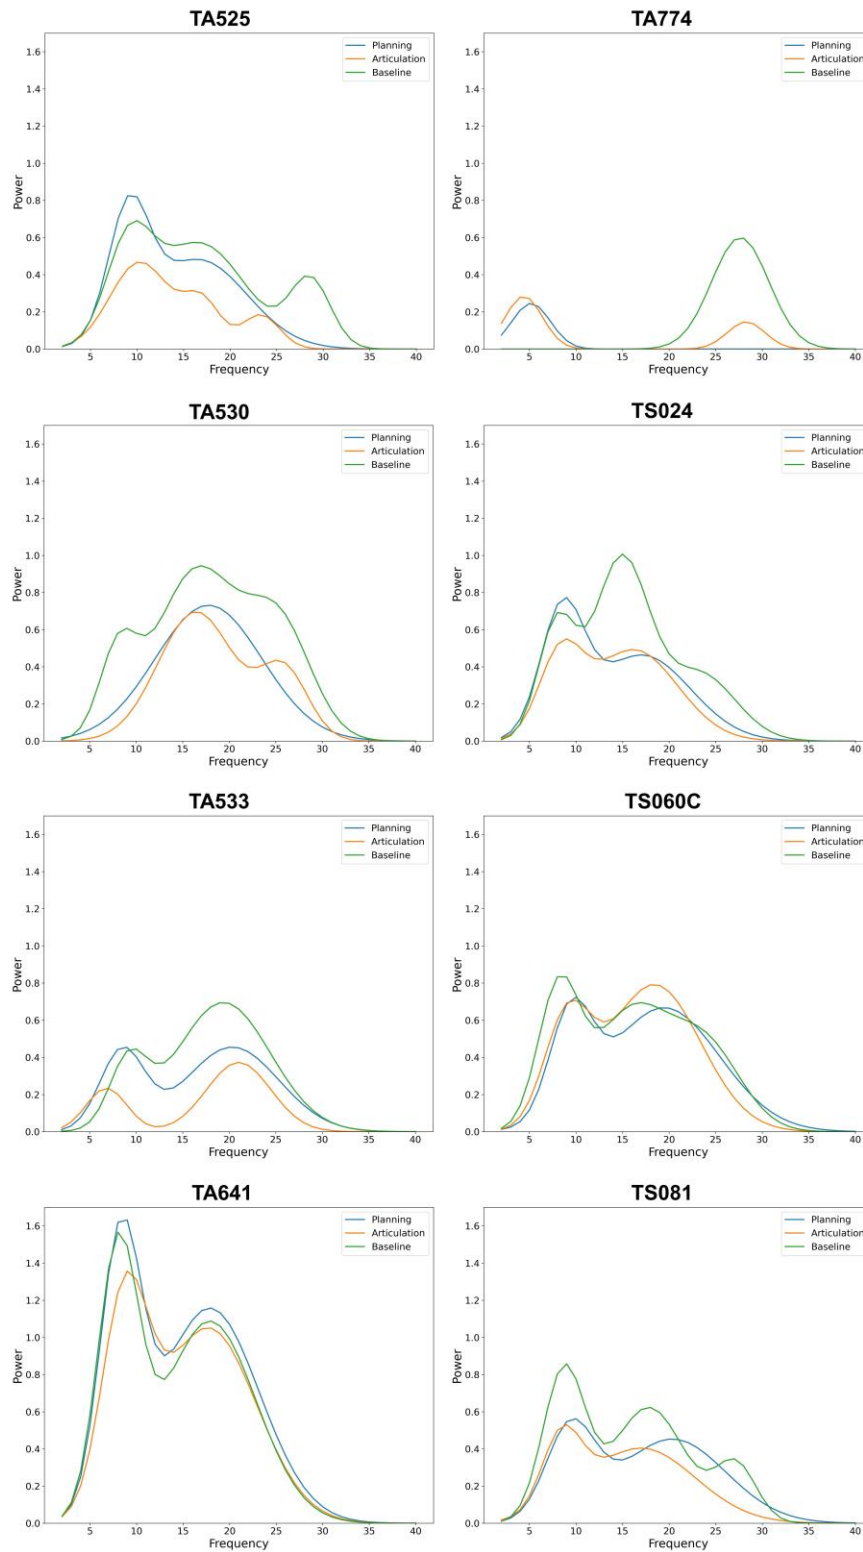 TA525
Planning
Articulation
Baseline
1.6
1.4
1.2
1.0
0.8
0.6
0.4
0.2
0.0
Power
5 10 15 20 25 30 35 40
Frequency
TA774
Planning
Articulation
Baseline
1.6
1.4
1.2
1.0
0.8
0.6
0.4
0.2
0.0
Power
5 10 15 20 25 30 35 40
Frequency
TA530
Planning
Articulation
Baseline
1.6
1.4
1.2
1.0
0.8
0.6
0.4
0.2
0.0
Power
5 10 15 20 25 30 35 40
Frequency
TS024
Planning
Articulation
Baseline
1.6
1.4
1.2
1.0
0.8
0.6
0.4
0.2
0.0
Power
5 10 15 20 25 30 35 40
Frequency
TA533
Planning
Articulation
Baseline
1.6
1.4
1.2
1.0
0.8
0.6
0.4
0.2
0.0
Power
5 10 15 20 25 30 35 40
Frequency
TS060C
Planning
Articulation
Baseline
1.6
1.4
1.2
1.0
0.8
0.6
0.4
0.2
0.0
Power
5 10 15 20 25 30 35 40
Frequency
TA641
Planning
Articulation
Baseline
1.6
1.4
1.2
1.0
0.8
0.6
0.4
0.2
0.0
Power
5 10 15 20 25 30 35 40
Frequency
TS081
Planning
Articulation
Baseline
1.6
1.4
1.2
1.0
0.8
0.6
0.4
0.2
0.0
Power
5 10 15 20 25 30 35 40
Frequency